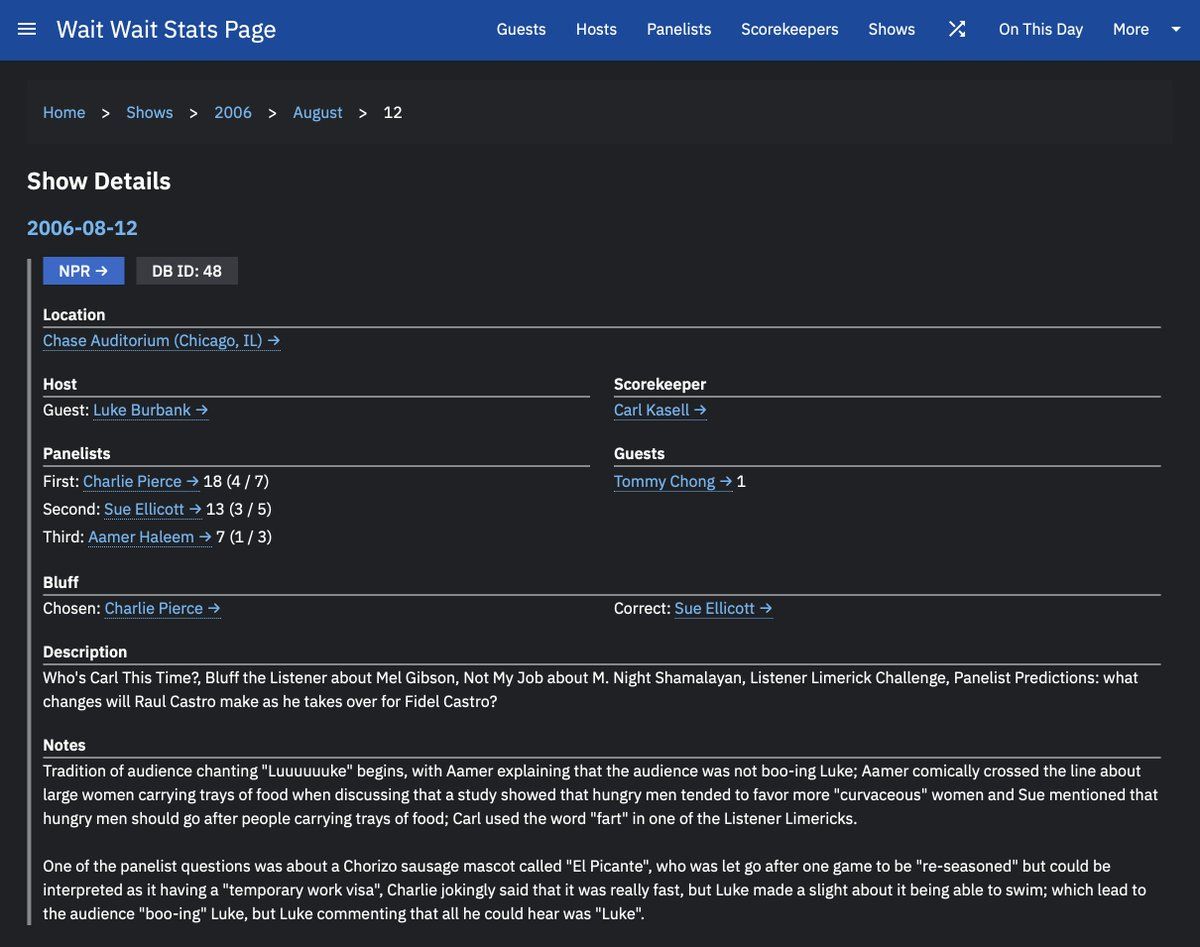 Wait Wait Stats Page
Guests Hosts Panelists Scorekeepers Shows On This Day More
Home > Shows > 2006 > August > 12
Show Details
2006-08-12
NPR → DB ID: 48
Location
Chase Auditorium (Chicago, IL) →
Host
Guest: Luke Burbank →
Scorekeeper
Carl Kasell →
Panelists
First: Charlie Pierce → 18 (4 / 7)
Second: Sue Ellicott → 13 (3 / 5)
Third: Aamer Haleem → 7 (1 / 3)
Guests
Tommy Chong → 1
Bluff
Chosen: Charlie Pierce →
Correct: Sue Ellicott →
Description
Who's Carl This Time?, Bluff the Listener about Mel Gibson, Not My Job about M. Night Shamalayan, Listener Limerick Challenge, Panelist Predictions: what
changes will Raul Castro make as he takes over for Fidel Castro?
Notes
Tradition of audience chanting "Luuuuuuke" begins, with Aamer explaining that the audience was not boo-ing Luke; Aamer comically crossed the line about
large women carrying trays of food when discussing that a study showed that hungry men tended to favor more "curvaceous" women and Sue mentioned that
hungry men should go after people carrying trays of food; Carl used the word "fart" in one of the Listener Limericks.
One of the panelist questions was about a Chorizo sausage mascot called "El Picante", who was let go after one game to be "re-seasoned" but could be
interpreted as it having a "temporary work visa", Charlie jokingly said that it was really fast, but Luke made a slight about it being able to swim; which lead to
the audience "boo-ing" Luke, but Luke commenting that all he could hear was "Luke".